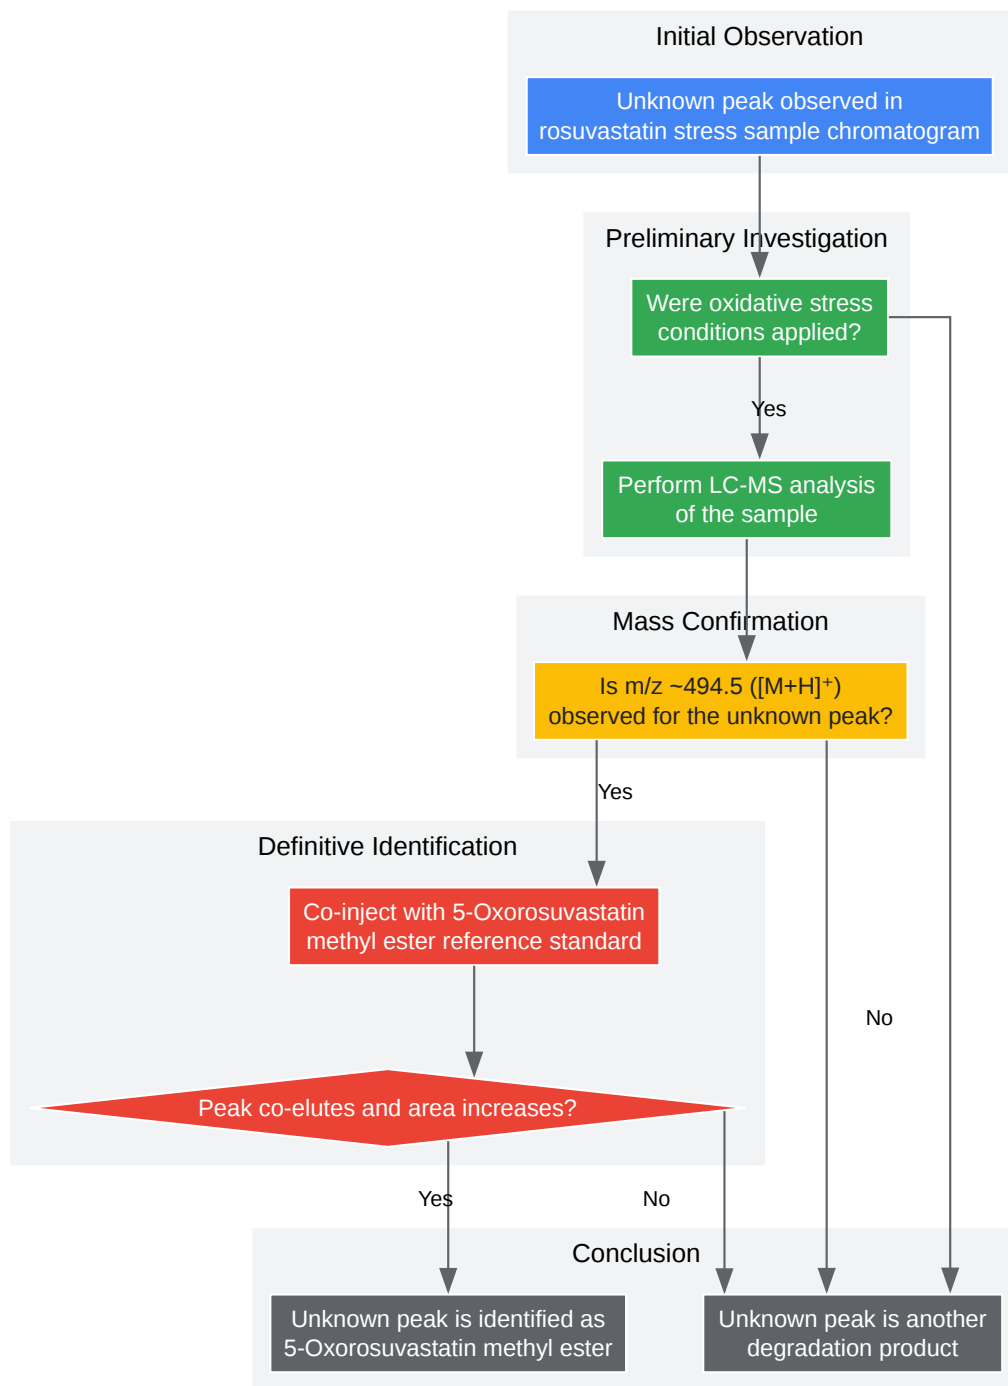 Initial Observation
Unknown peak observed in
rosuvastatin stress sample chromatogram
Preliminary Investigation
Were oxidative stress
conditions applied?
Yes
Perform LC-MS analysis
of the sample
Mass Confirmation
Is m/z ~494.5 ([M+H]⁺)
observed for the unknown peak?
Yes
Definitive Identification
Co-inject with 5-Oxorosuvastatin
methyl ester reference standard
No
Peak co-elutes and area increases?
Yes
No
Conclusion
Unknown peak is identified as
5-Oxorosuvastatin methyl ester
Unknown peak is another
degradation product